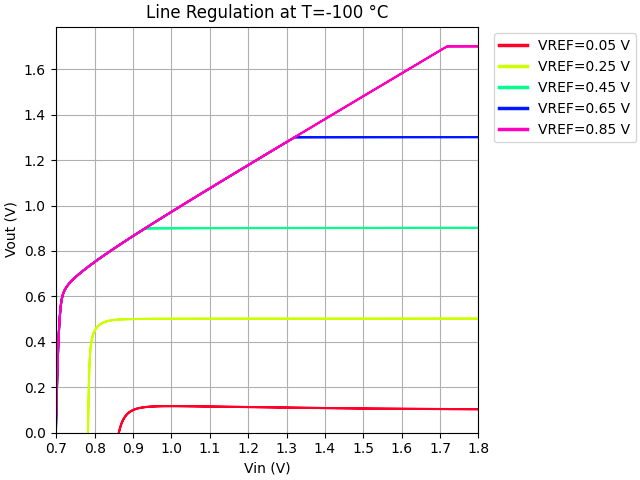 Line Regulation at T=-100 °C
Vout (V)
1.6
1.4
1.2
1.0
0.8
0.6
0.4
0.2
0.0
0.7 0.8 0.9 1.0 1.1 1.2 1.3 1.4 1.5 1.6 1.7 1.8
Vin (V)
VREF=0.05 V
VREF=0.25 V
VREF=0.45 V
VREF=0.65 V
VREF=0.85 V